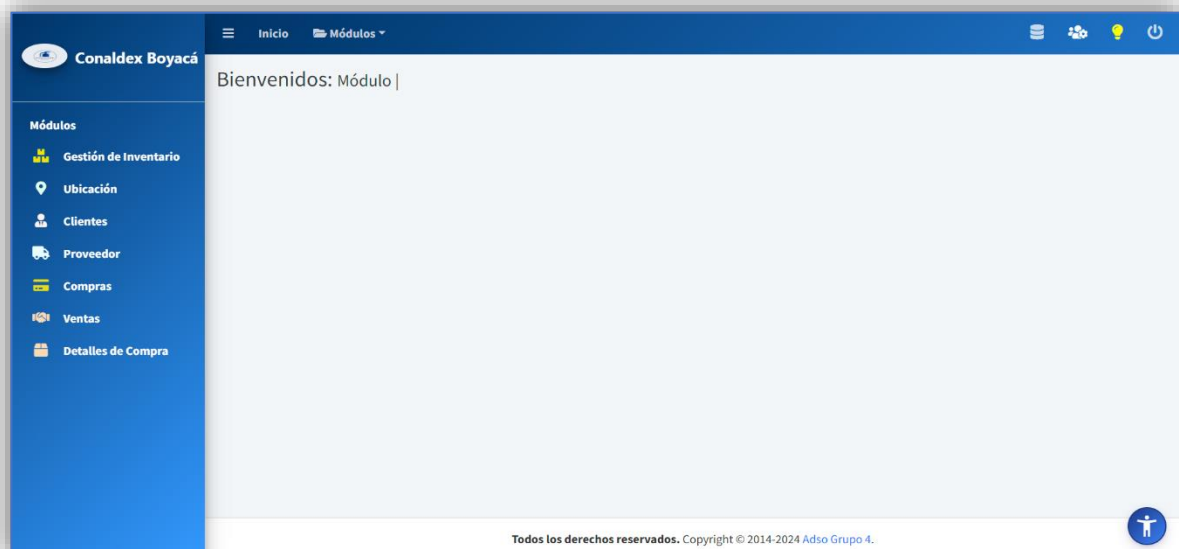 Conaldex Boyacá
Inicio Módulos
Bienvenidos: Módulo |
Módulos
Gestión de Inventario
Ubicación
Clientes
Proveedor
Compras
Ventas
Detalles de Compra
Todos los derechos reservados. Copyright © 2014-2024 Adso Grupo 4.